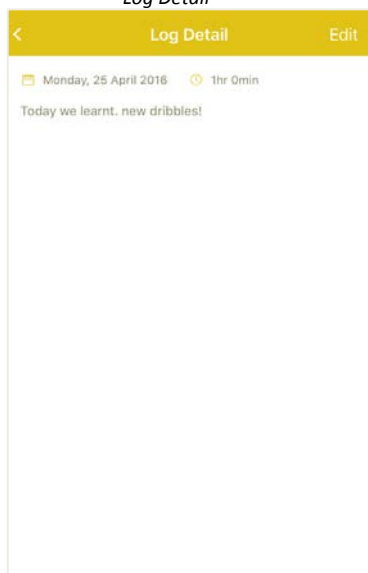 Log Detail
< Log Detail Edit
Monday, 25 April 2016 1hr 0min
Today we learnt. new dribbles!